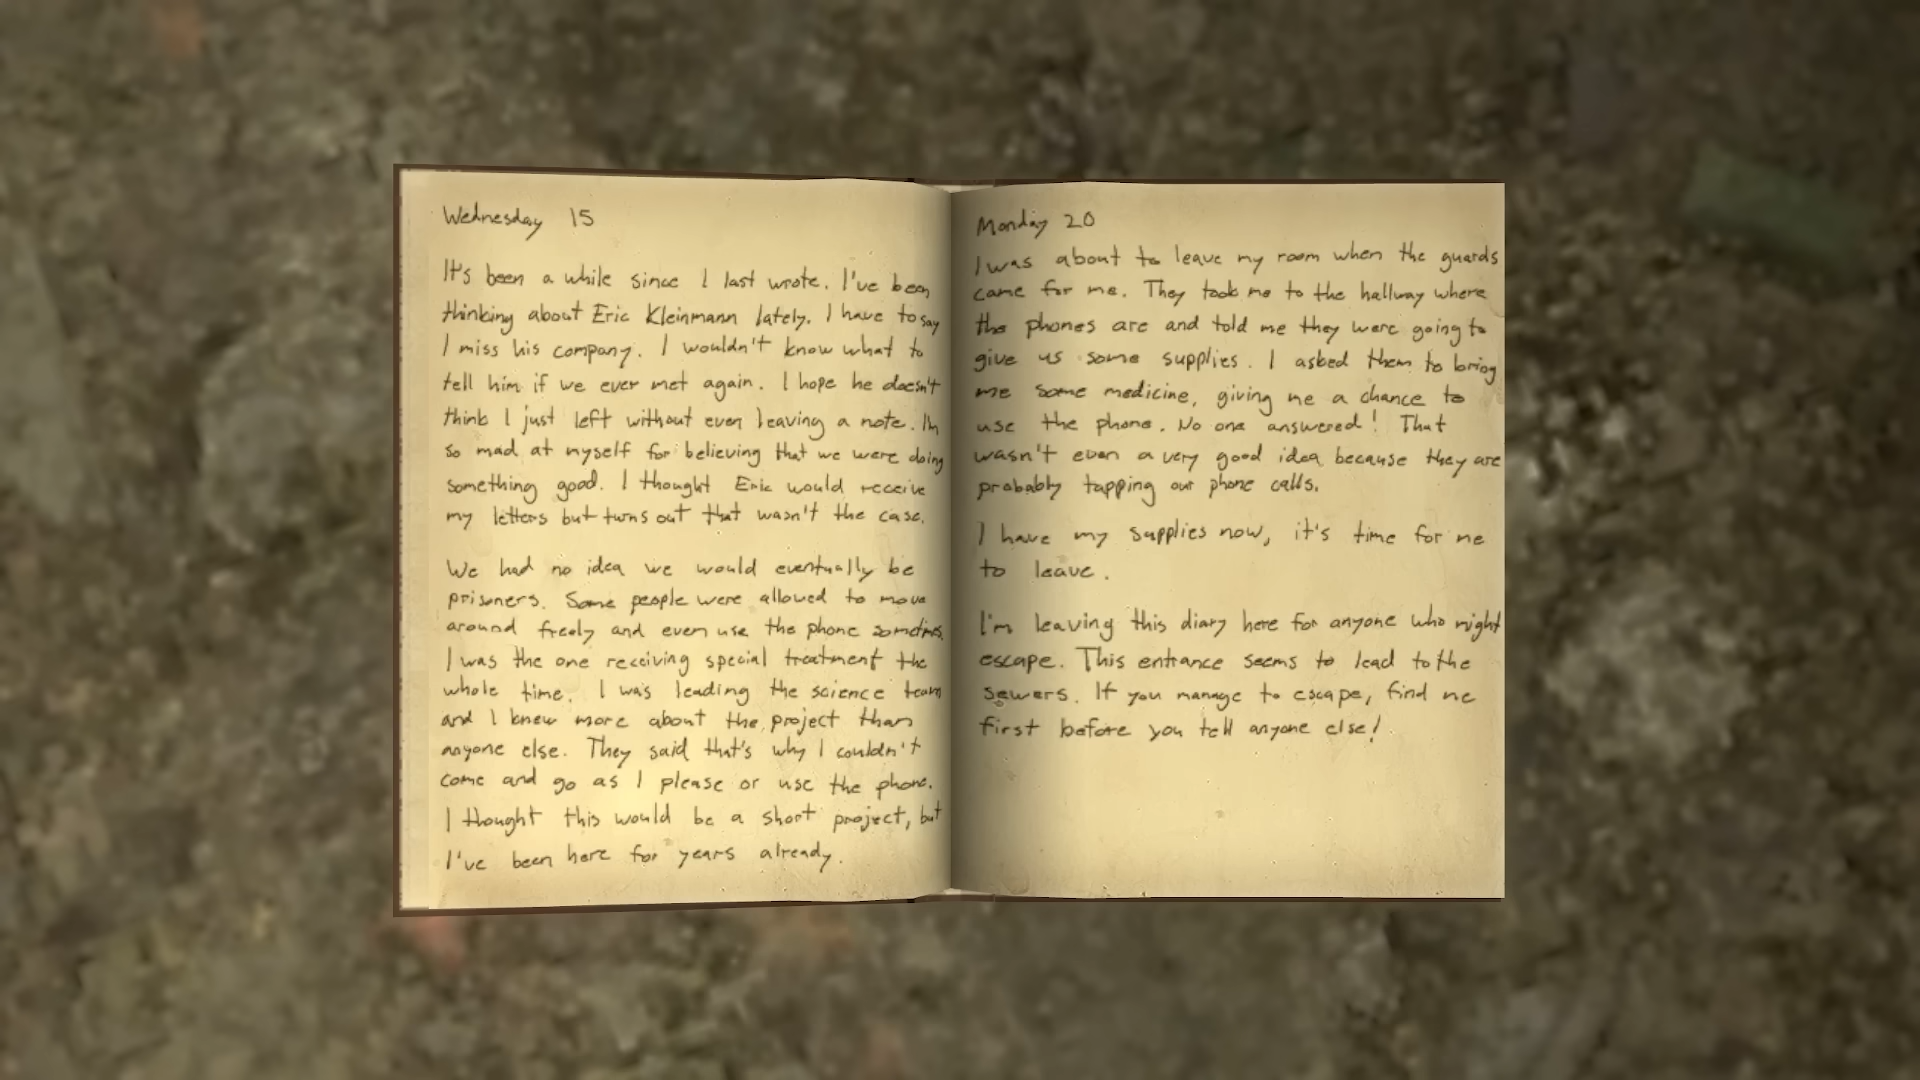 Wednesday 15
It's been a while since I last wrote. I've been
thinking about Eric Kleinmann lately. I have to say
I miss his company. I wouldn't know what to
tell him if we ever met again. I hope he doesn't
think I just left without even leaving a note. I'm
so mad at myself for believing that we were doing
something good. I thought Eric would receive
my letters but turns out that wasn't the case.
We had no idea we would eventually be
prisoners. Some people were allowed to move
around freely and even use the phone sometimes.
I was the one receiving special treatment the
whole time. I was leading the science team
and I knew more about the project than
anyone else. They said that's why I couldn't
come and go as I please or use the phone.
I thought this would be a short project, but
I've been here for years already.
Monday 20
I was about to leave my room when the guards
came for me. They took me to the hallway where
the phones are and told me they were going to
give us some supplies. I asked them to bring
me some medicine, giving me a chance to
use the phone. No one answered! That
wasn't even a very good idea because they are
probably tapping our phone calls.
I have my supplies now, it's time for me
to leave.
I'm leaving this diary here for anyone who might
escape. This entrance seems to lead to the
sewers. If you manage to escape, find me
first before you tell anyone else!